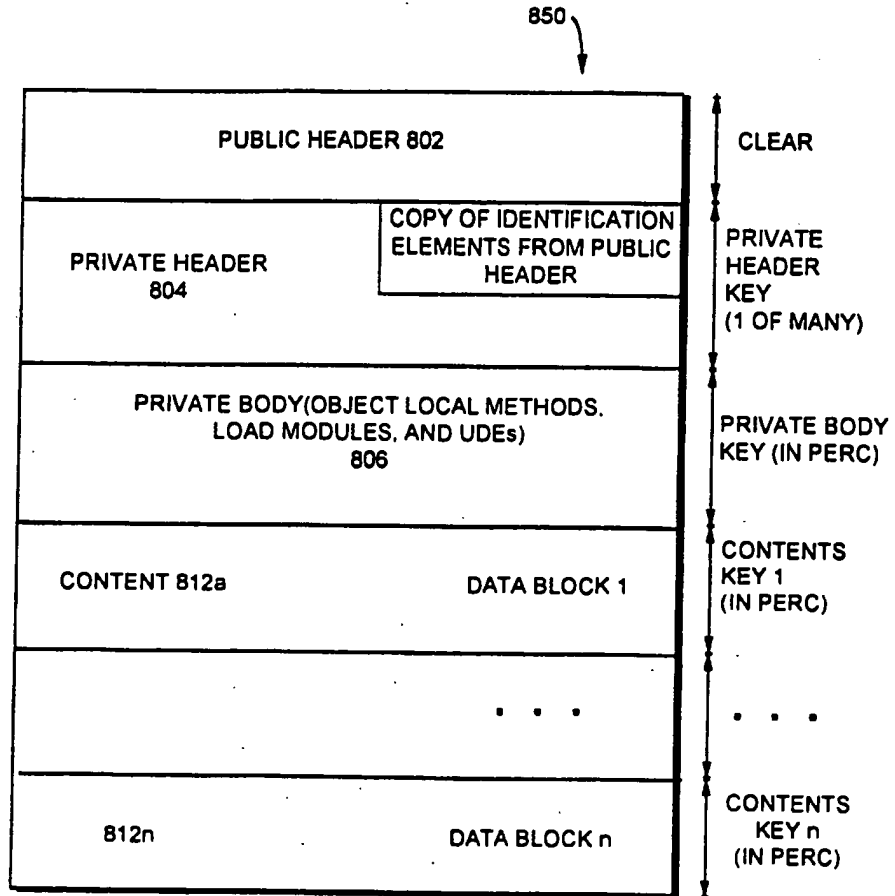 850
PUBLIC HEADER 802
CLEAR
COPY OF IDENTIFICATION
ELEMENTS FROM PUBLIC
HEADER
PRIVATE HEADER
804
PRIVATE
HEADER
KEY
(1 OF MANY)
PRIVATE BODY(OBJECT LOCAL METHODS.
LOAD MODULES, AND UDEs)
806
PRIVATE BODY
KEY (IN PERC)
CONTENT 812a
DATA BLOCK 1
CONTENTS
KEY 1
(IN PERC)
. . .
. . .
812n
DATA BLOCK n
CONTENTS
KEY n
(IN PERC)